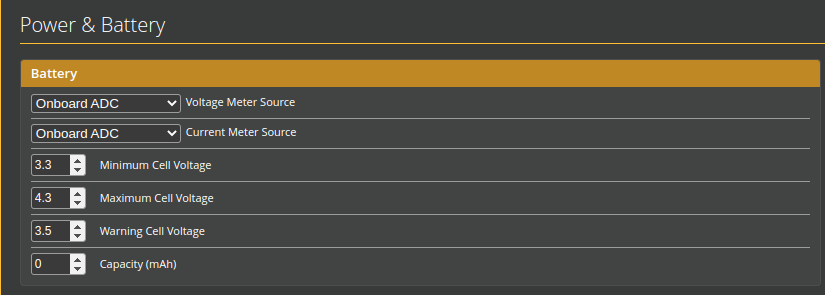 Power & Battery
Battery
Onboard ADC Voltage Meter Source
Onboard ADC Current Meter Source
3.3 Minimum Cell Voltage
4.3 Maximum Cell Voltage
3.5 Warning Cell Voltage
0 Capacity (mAh)